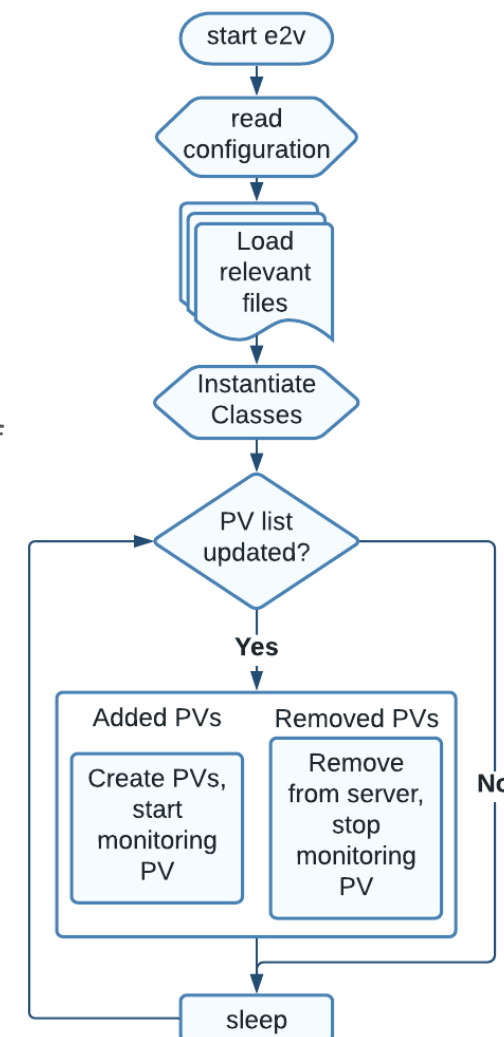 start e2v
read
configuration
Load
relevant
files
Instantiate
Classes
PV list
updated?
Yes
Added PVs
Removed PVs
Create PVs,
start
monitoring
PV
Remove
from server,
stop
monitoring
PV
No
sleep